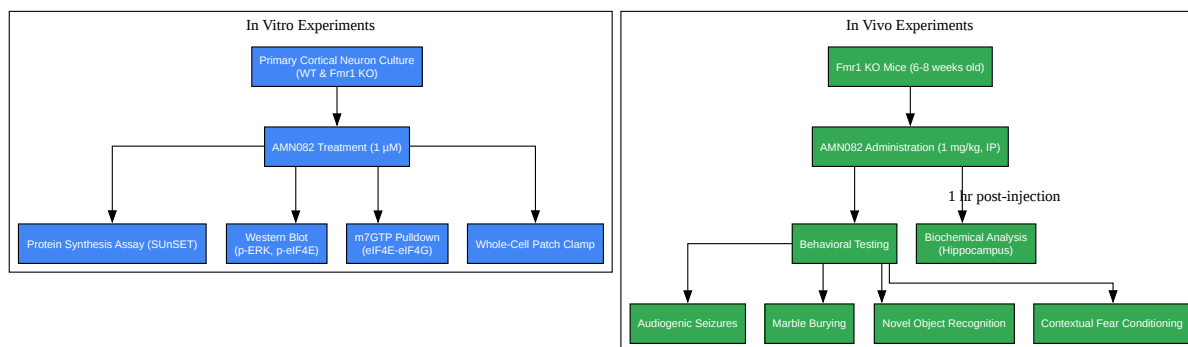 In Vitro Experiments
Primary Cortical Neuron Culture
(WT & Fmr1 KO)
AMN082 Treatment (1 µM)
Protein Synthesis Assay (SUnSET)
Western Blot
(p-ERK, p-eIF4E)
m7GTP Pulldown
(eIF4E-eIF4G)
Whole-Cell Patch Clamp
In Vivo Experiments
Fmr1 KO Mice (6-8 weeks old)
AMN082 Administration (1 mg/kg, IP)
1 hr post-injection
Behavioral Testing
Biochemical Analysis
(Hippocampus)
Audiogenic Seizures
Marble Burying
Novel Object Recognition
Contextual Fear Conditioning